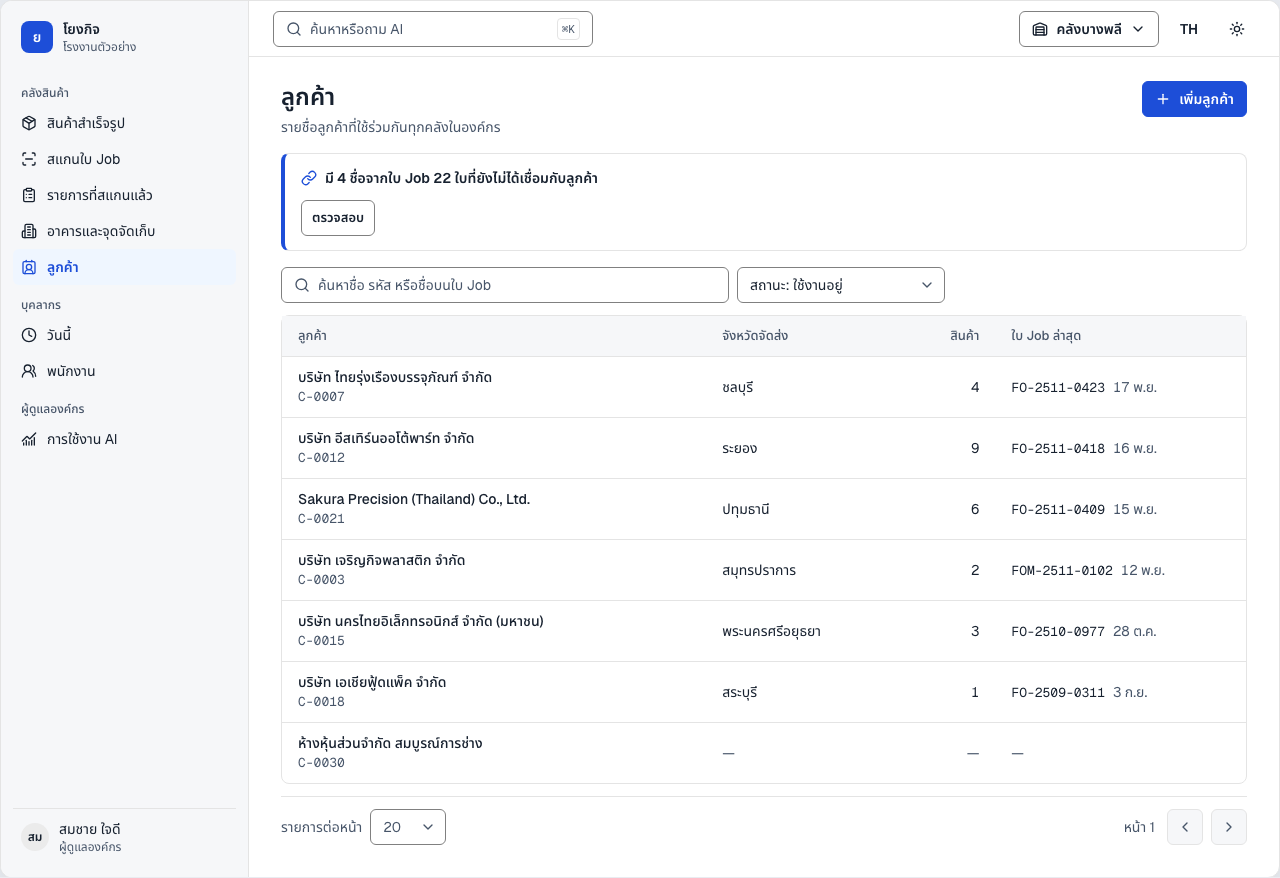 ย
โยงกิจ
โรงงานตัวอย่าง
คลังสินค้า
สินค้าสำเร็จรูป
สแกนใบ Job
รายการที่สแกนแล้ว
อาคารและจุดจัดเก็บ
ลูกค้า
บุคลากร
วันนี้
พนักงาน
ผู้ดูแลองค์กร
การใช้งาน AI
สม
สมชาย ใจดี
ผู้ดูแลองค์กร
ค้นหาหรือถาม AI ⌘K
คลังบางพลี
TH
ลูกค้า
รายชื่อลูกค้าที่ใช้ร่วมกันทุกคลังในองค์กร
เพิ่มลูกค้า
มี 4 ชื่อจากใบ Job 22 ใบที่ยังไม่ได้เชื่อมกับลูกค้า
ตรวจสอบ
ค้นหาชื่อ รหัส หรือชื่อบนใบ Job
สถานะ: ใช้งานอยู่
ลูกค้า จังหวัดจัดส่ง สินค้า ใบ Job ล่าสุด
บริษัท ไทยรุ่งเรืองบรรจุภัณฑ์ จำกัด
C-0007
ชลบุรี 4 FO-2511-0423 17 พ.ย.
บริษัท อีสเทิร์นออโต้พาร์ท จำกัด
C-0012
ระยอง 9 FO-2511-0418 16 พ.ย.
Sakura Precision (Thailand) Co., Ltd.
C-0021
ปทุมธานี 6 FO-2511-0409 15 พ.ย.
บริษัท เจริญกิจพลาสติก จำกัด
C-0003
สมุทรปราการ 2 FOM-2511-0102 12 พ.ย.
บริษัท นครไทยอิเล็กทรอนิกส์ จำกัด (มหาชน)
C-0015
พระนครศรีอยุธยา 3 FO-2510-0977 28 ต.ค.
บริษัท เอเชียฟู้ดแพ็ค จำกัด
C-0018
สระบุรี 1 FO-2509-0311 3 ก.ย.
ห้างหุ้นส่วนจำกัด สมบูรณ์การช่าง
C-0030
— — —
รายการต่อหน้า 20
หน้า 1